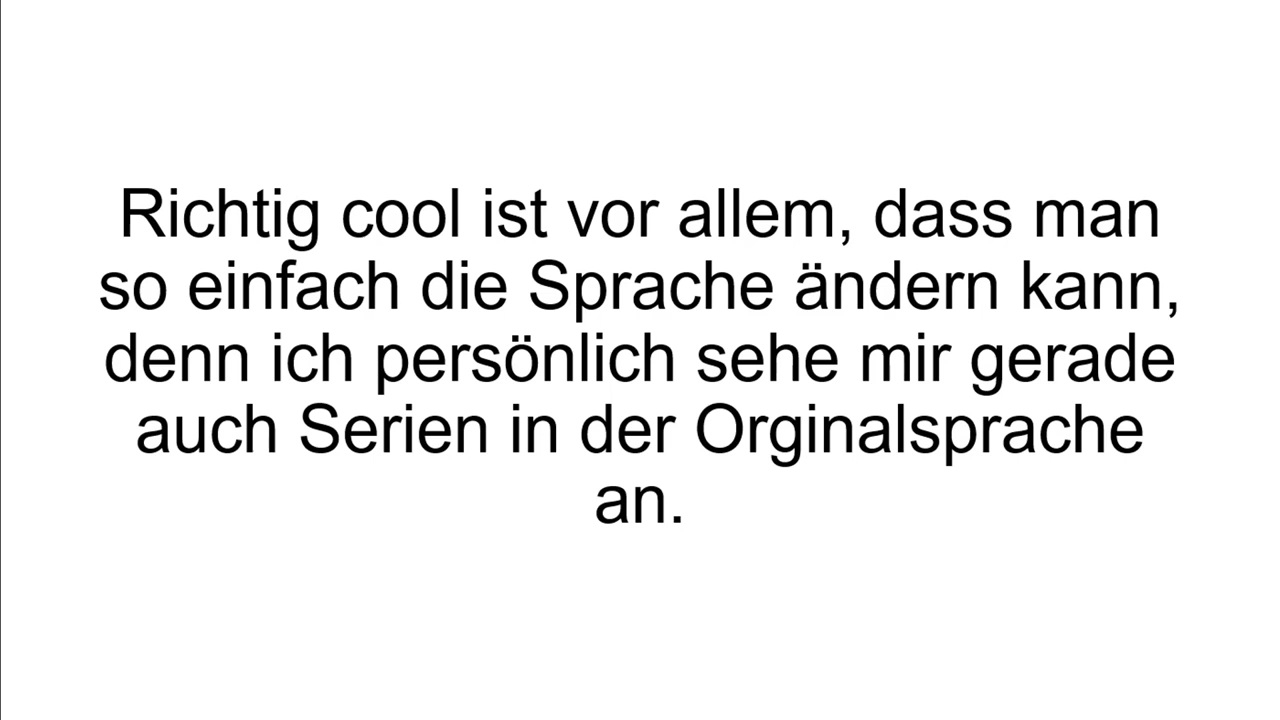 Richtig cool ist vor allem, dass man
so einfach die Sprache ändern kann,
denn ich persönlich sehe mir gerade
auch Serien in der Orginalsprache
an.